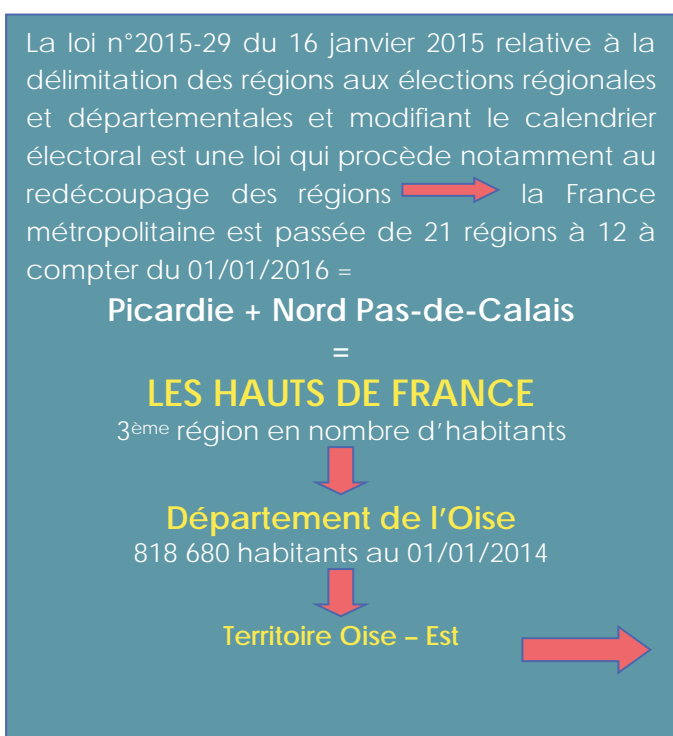 La loi n°2015-29 du 16 janvier 2015 relative à la
délimitation des régions aux élections régionales
et départementales et modifiant le calendrier
électoral est une loi qui procède notamment au
redécoupage des régions la France
métropolitaine est passée de 21 régions à 12 à
compter du 01/01/2016 =
Picardie + Nord Pas-de-Calais
=
LES HAUTS DE FRANCE
3ème région en nombre d'habitants
Département de l'Oise
818 680 habitants au 01/01/2014
Territoire Oise – Est